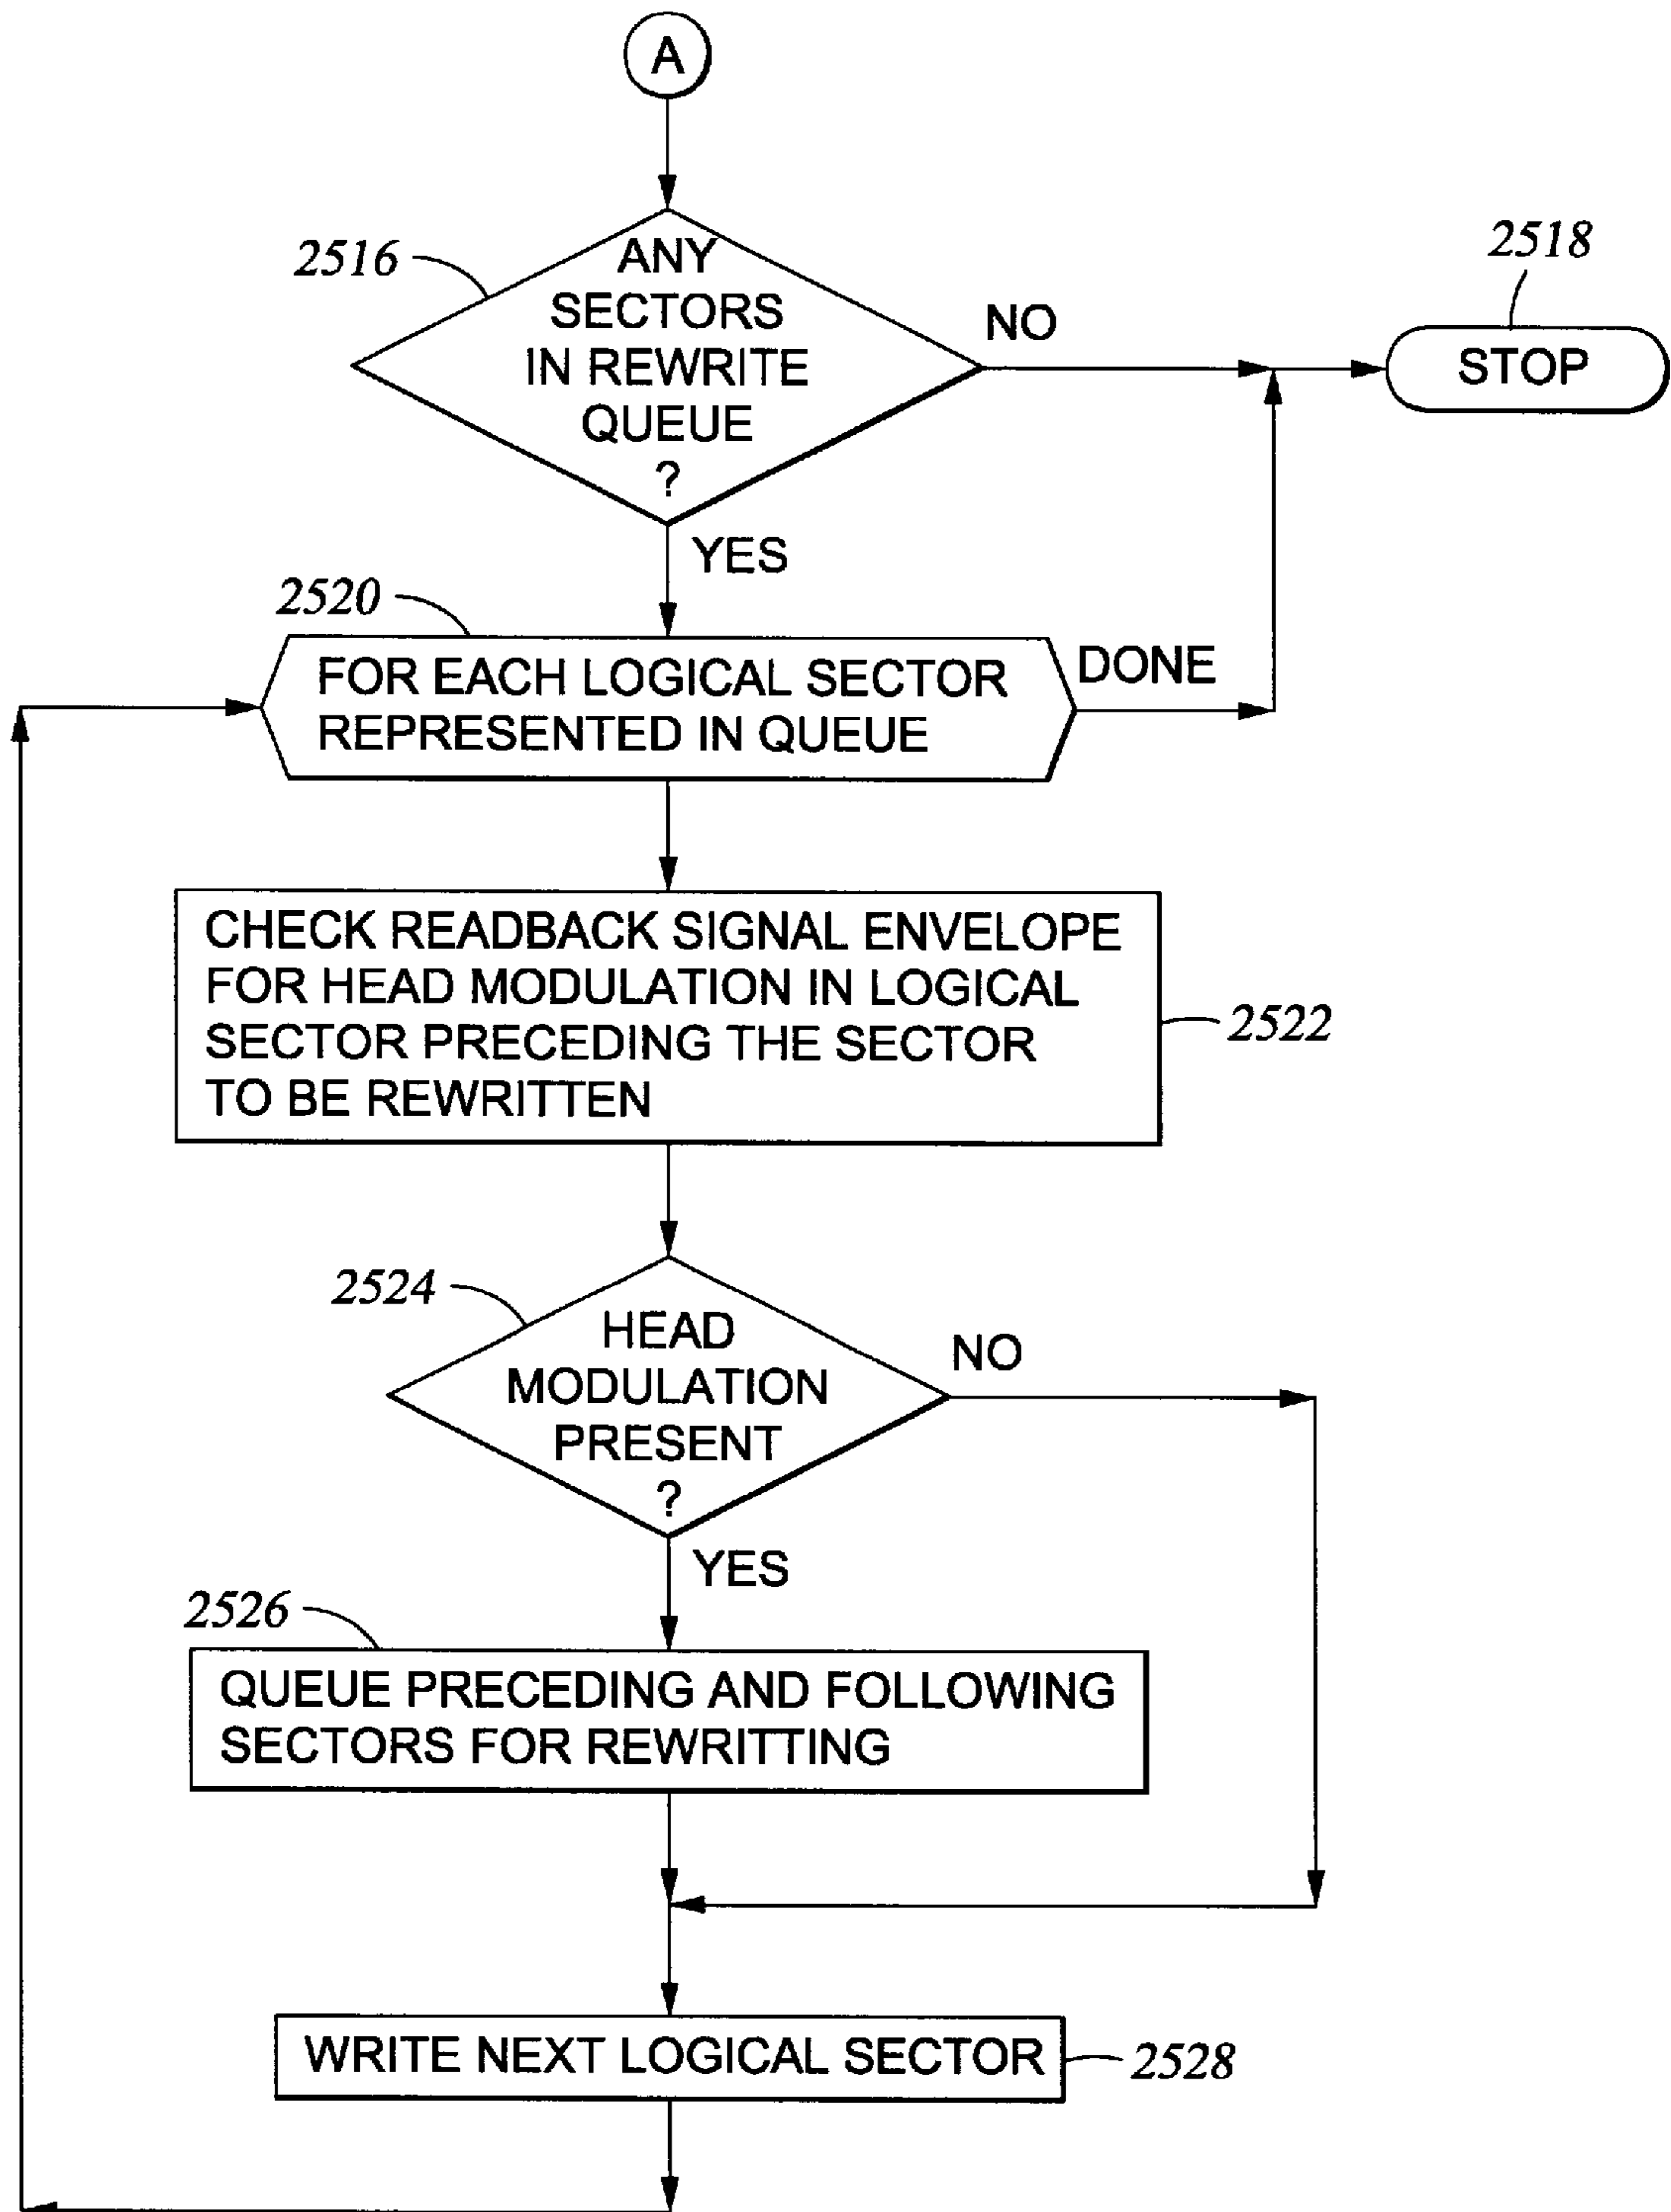 A
2516
ANY
SECTORS
IN REWRITE
QUEUE
?
NO
2518
STOP
YES
2520
FOR EACH LOGICAL SECTOR
REPRESENTED IN QUEUE
DONE
CHECK READBACK SIGNAL ENVELOPE
FOR HEAD MODULATION IN LOGICAL
SECTOR PRECEDING THE SECTOR
TO BE REWRITTEN
2522
2524
HEAD
MODULATION
PRESENT
?
NO
YES
2526
QUEUE PRECEDING AND FOLLOWING
SECTORS FOR REWRITTING
WRITE NEXT LOGICAL SECTOR
2528